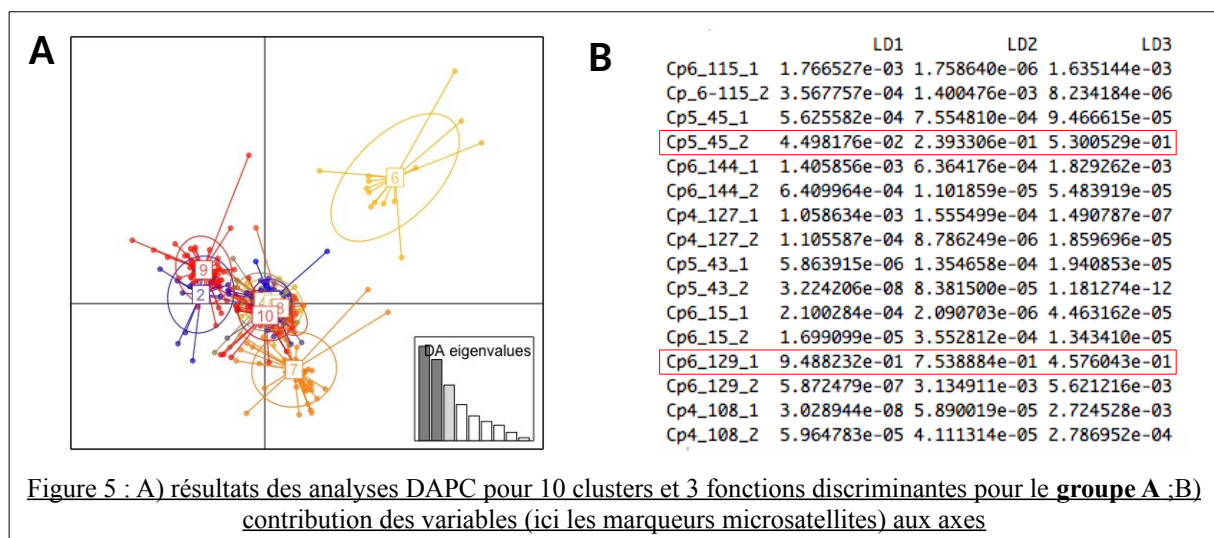 A
6
9
2
10
7
DA eigenvalues
B
LD1 LD2 LD3
Cp6_115_1 1.766527e-03 1.758640e-06 1.635144e-03
Cp_6-115_2 3.567757e-04 1.400476e-03 8.234184e-06
Cp5_45_1 5.625582e-04 7.554810e-04 9.466615e-05
Cp5_45_2 4.498176e-02 2.393306e-01 5.300529e-01
Cp6_144_1 1.405856e-03 6.364176e-04 1.829262e-03
Cp6_144_2 6.409964e-04 1.101859e-05 5.483919e-05
Cp4_127_1 1.058634e-03 1.555499e-04 1.490787e-07
Cp4_127_2 1.105587e-04 8.786249e-06 1.859696e-05
Cp5_43_1 5.863915e-06 1.354658e-04 1.940853e-05
Cp5_43_2 3.224206e-08 8.381500e-05 1.181274e-12
Cp6_15_1 2.100284e-04 2.090703e-06 4.463162e-05
Cp6_15_2 1.699099e-05 3.552812e-04 1.343410e-05
Cp6_129_1 9.488232e-01 7.538884e-01 4.576043e-01
Cp6_129_2 5.872479e-07 3.134911e-03 5.621216e-03
Cp4_108_1 3.028944e-08 5.890019e-05 2.724528e-03
Cp4_108_2 5.964783e-05 4.111314e-05 2.786952e-04
Figure 5 : A) résultats des analyses DAPC pour 10 clusters et 3 fonctions discriminantes pour le groupe A ;B)
contribution des variables (ici les marqueurs microsatellites) aux axes